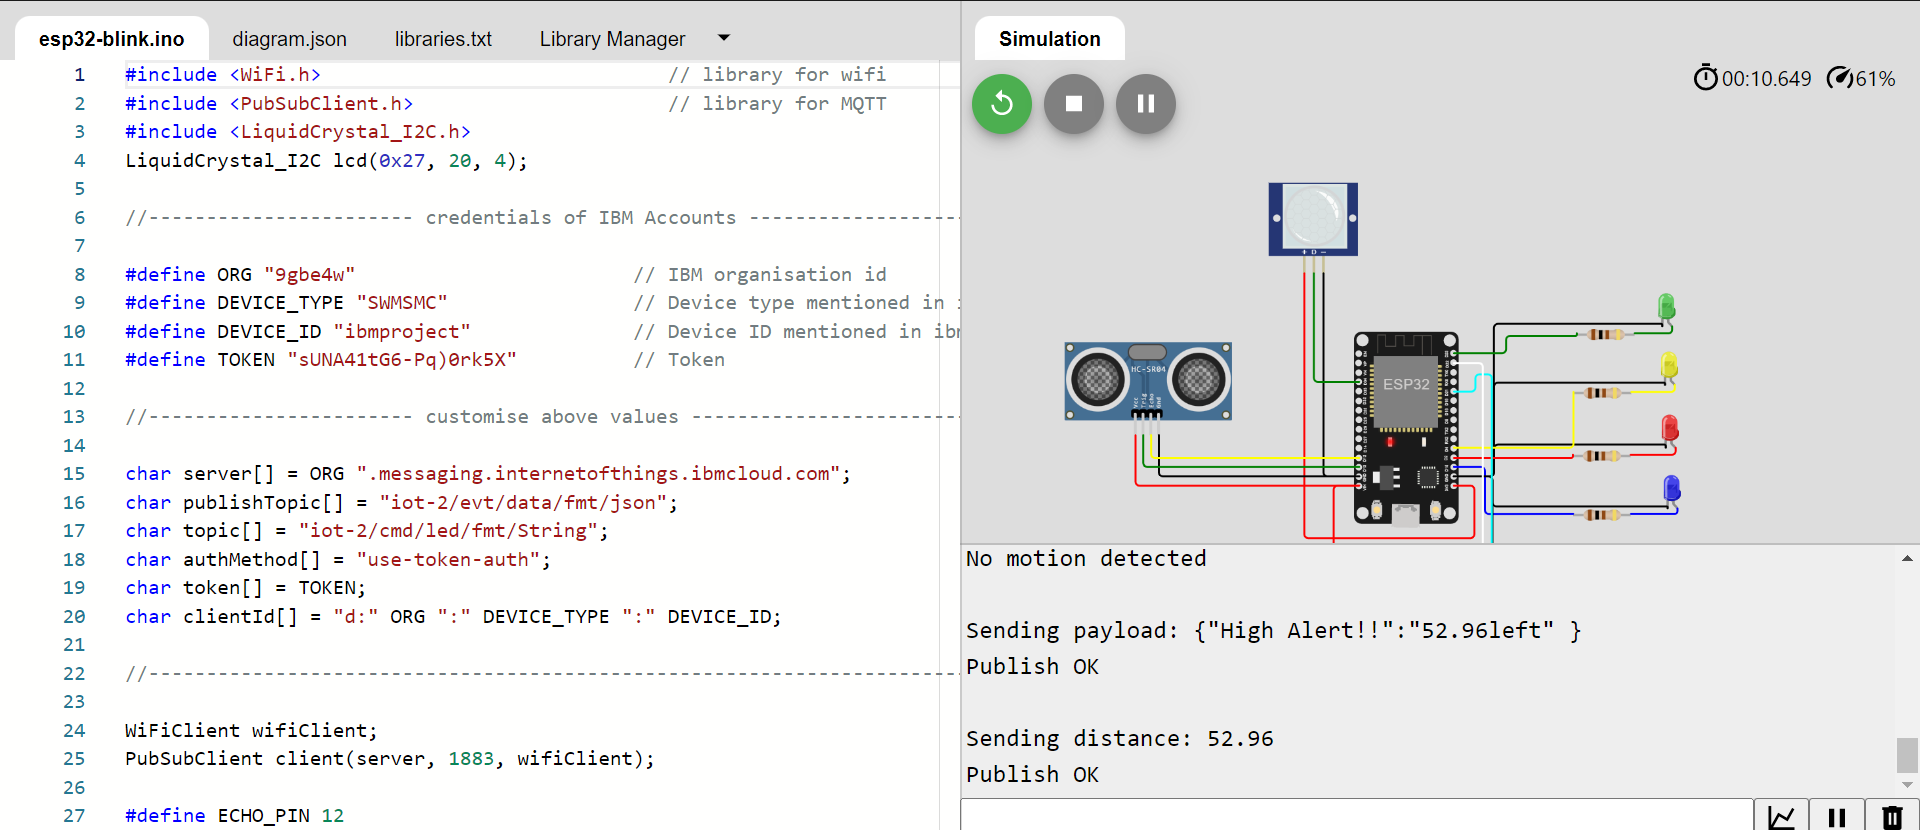 esp32-blink.ino diagram.json libraries.txt Library Manager
1 #include <WiFi.h> // library for wifi
2 #include <PubSubClient.h> // library for MQTT
3 #include <LiquidCrystal_I2C.h>
4 LiquidCrystal_I2C lcd(0x27, 20, 4);
5
6 //----------------------- credentials of IBM Accounts ------------------
7
8 #define ORG "9gbe4w" // IBM organisation id
9 #define DEVICE_TYPE "SWMSMC" // Device type mentioned in
10 #define DEVICE_ID "ibmproject" // Device ID mentioned in ibm
11 #define TOKEN "sUNA41tG6-Pq)0rk5X" // Token
12
13 //----------------------- customise above values -----------------------
14
15 char server[] = ORG ".messaging.internetofthings.ibmcloud.com";
16 char publishTopic[] = "iot-2/evt/data/fmt/json";
17 char topic[] = "iot-2/cmd/led/fmt/String";
18 char authMethod[] = "use-token-auth";
19 char token[] = TOKEN;
20 char clientId[] = "d:" ORG ":" DEVICE_TYPE ":" DEVICE_ID;
21
22 //----------------------------------------------------------------------
23
24 WiFiClient wifiClient;
25 PubSubClient client(server, 1883, wifiClient);
26
27 #define ECHO_PIN 12
Simulation
00:10.649 61%
HC-SR04
Vcc
Trig
Echo
Gnd
ESP32
No motion detected
Sending payload: {"High Alert!!":"52.96left" }
Publish OK
Sending distance: 52.96
Publish OK